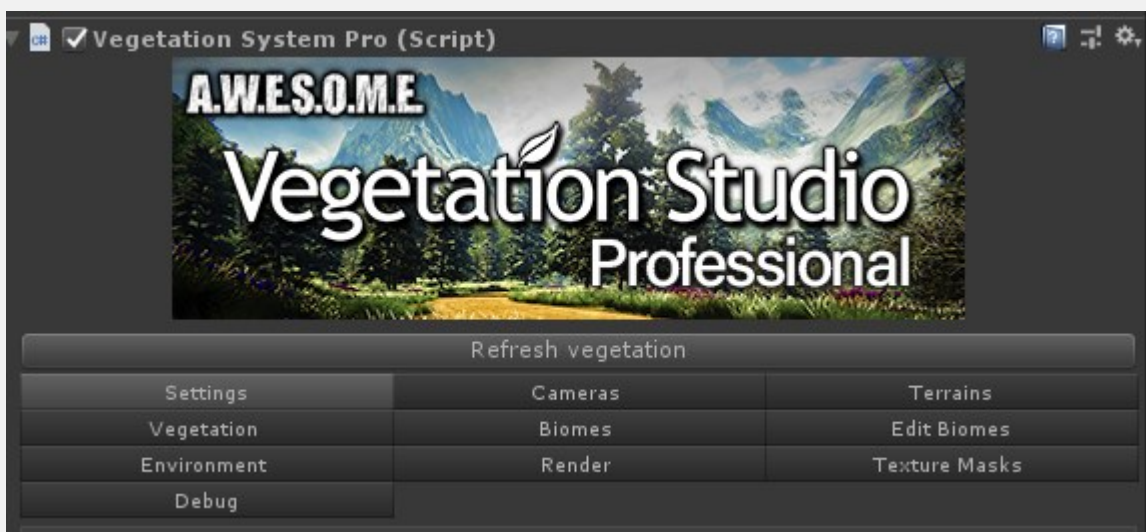 c# Vegetation System Pro (Script)
A.W.E.S.O.M.E.
Vegetation Studio
Professional
Refresh vegetation
Settings Cameras Terrains
Vegetation Biomes Edit Biomes
Environment Render Texture Masks
Debug